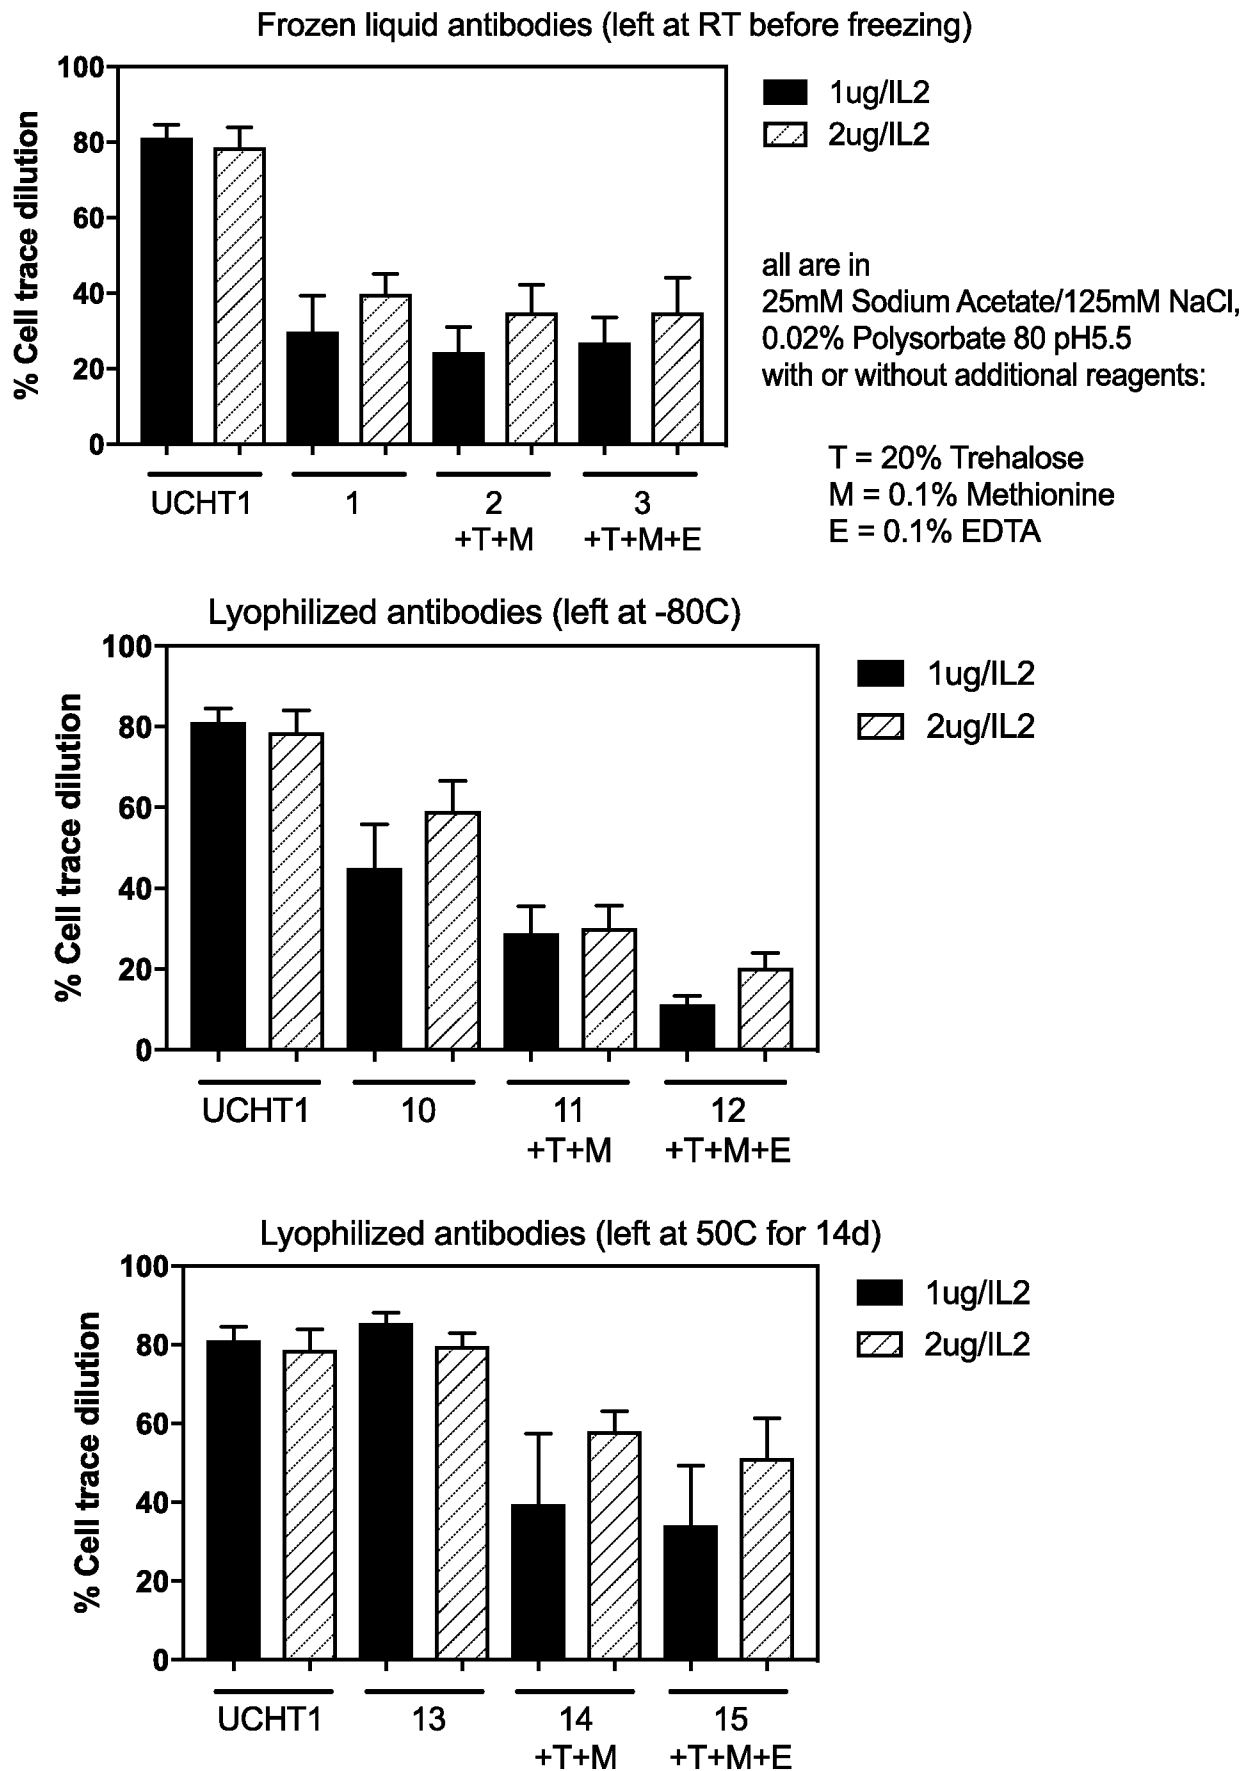 Frozen liquid antibodies (left at RT before freezing)
% Cell trace dilution
100
80
60
40
20
0
UCHT1
1
2
3
+T+M
+T+M+E
1ug/IL2
2ug/IL2
all are in
25mM Sodium Acetate/125mM NaCl,
0.02% Polysorbate 80 pH5.5
with or without additional reagents:
T = 20% Trehalose
M = 0.1% Methionine
E = 0.1% EDTA
Lyophilized antibodies (left at -80C)
% Cell trace dilution
100
80
60
40
20
0
UCHT1
10
11
12
+T+M
+T+M+E
1ug/IL2
2ug/IL2
Lyophilized antibodies (left at 50C for 14d)
% Cell trace dilution
100
80
60
40
20
0
UCHT1
13
14
15
+T+M
+T+M+E
1ug/IL2
2ug/IL2